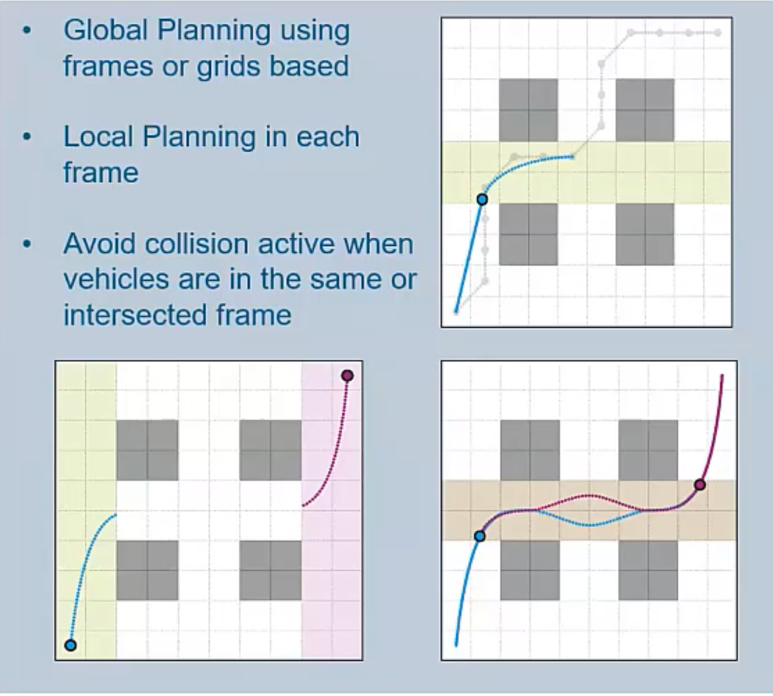 • Global Planning using
frames or grids based
• Local Planning in each
frame
• Avoid collision active when
vehicles are in the same or
intersected frame